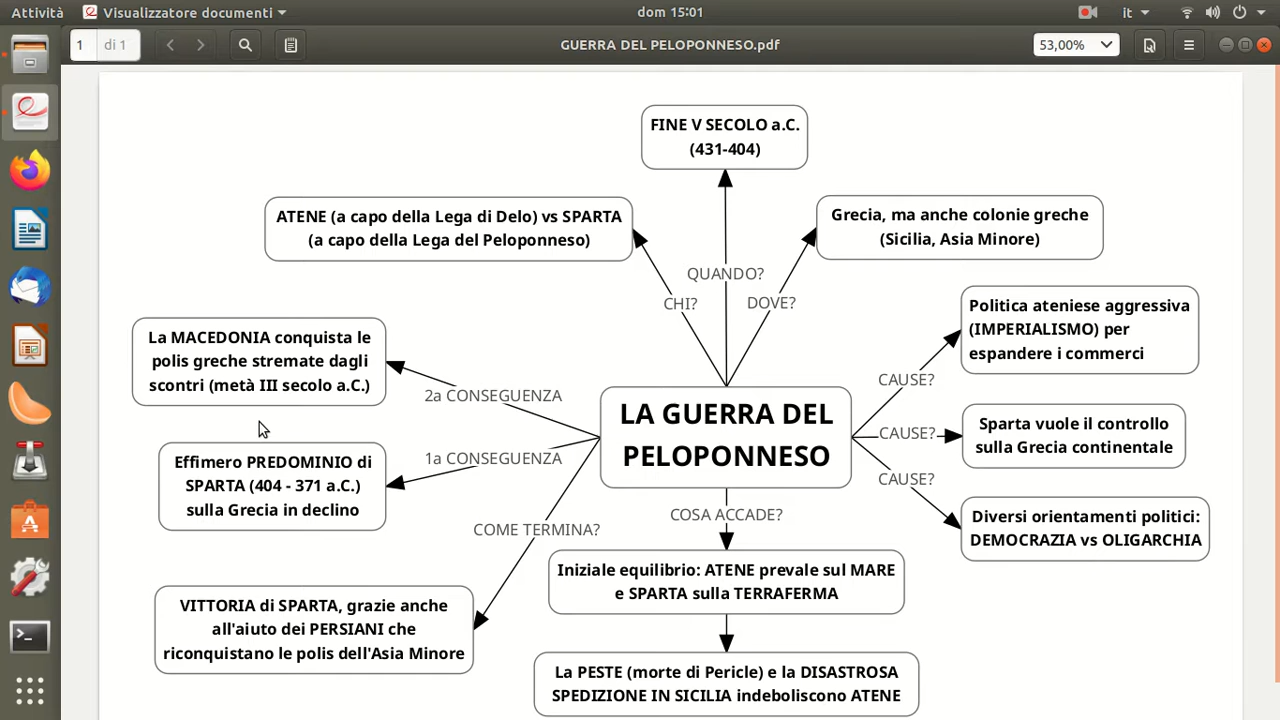 Attività
Visualizzatore documenti
dom 15:01
it
1
di 1
GUERRA DEL PELOPONNESO.pdf
53,00%
FINE V SECOLO a.C.
(431-404)
ATENE (a capo della Lega di Delo) vs SPARTA
(a capo della Lega del Peloponneso)
Grecia, ma anche colonie greche
(Sicilia, Asia Minore)
QUANDO?
CHI?
DOVE?
Politica ateniese aggressiva
(IMPERIALISMO) per
espandere i commerci
La MACEDONIA conquista le
polis greche stremate dagli
scontri (metà III secolo a.C.)
CAUSE?
2a CONSEGUENZA
LA GUERRA DEL
PELOPONNESO
CAUSE?
Sparta vuole il controllo
sulla Grecia continentale
1a CONSEGUENZA
Effimero PREDOMINIO di
SPARTA (404 - 371 a.C.)
sulla Grecia in declino
CAUSE?
Diversi orientamenti politici:
DEMOCRAZIA vs OLIGARCHIA
COSA ACCADE?
COME TERMINA?
Iniziale equilibrio: ATENE prevale sul MARE
e SPARTA sulla TERRAFERMA
VITTORIA di SPARTA, grazie anche
all'aiuto dei PERSIANI che
riconquistano le polis dell'Asia Minore
La PESTE (morte di Pericle) e la DISASTROSA
SPEDIZIONE IN SICILIA indeboliscono ATENE